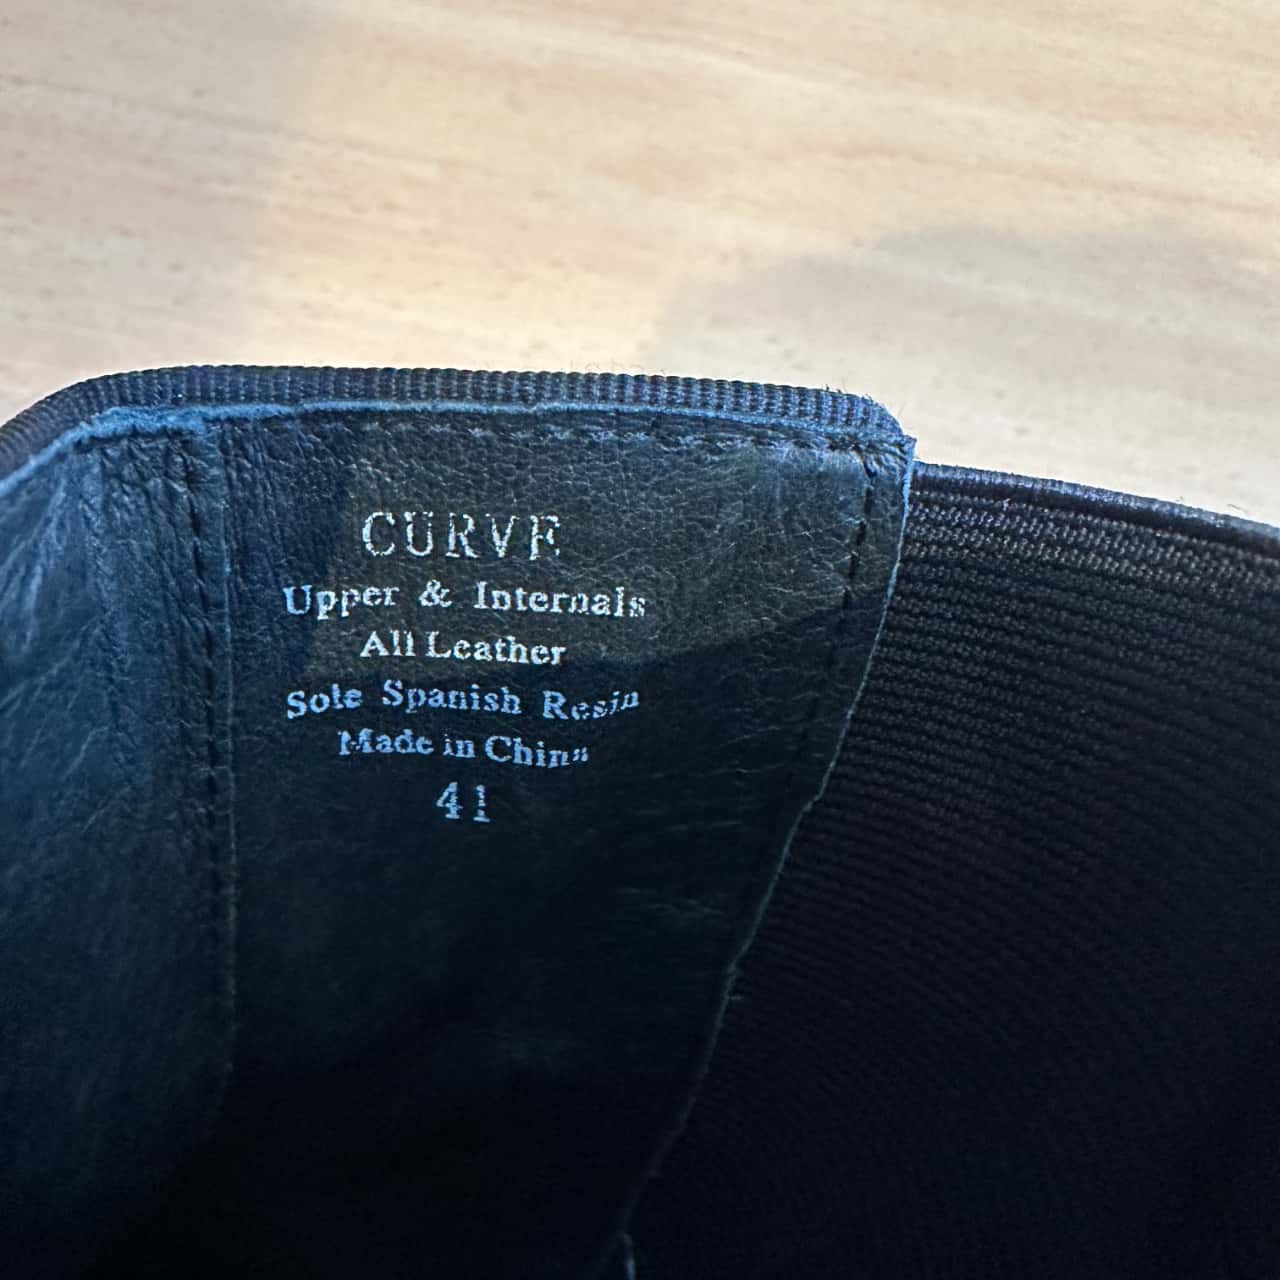 CURVE
Upper & Internals
All Leather
Sole Spanish Resin
Made in China
41